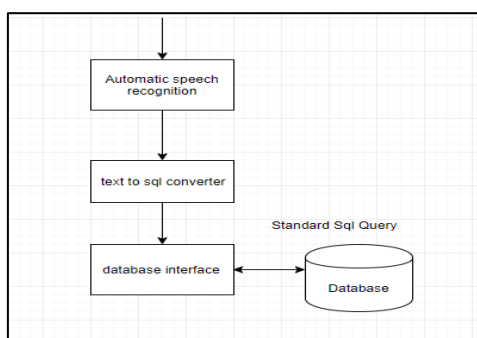 Automatic speech
recognition
text to sql converter
Standard Sql Query
database interface
Database